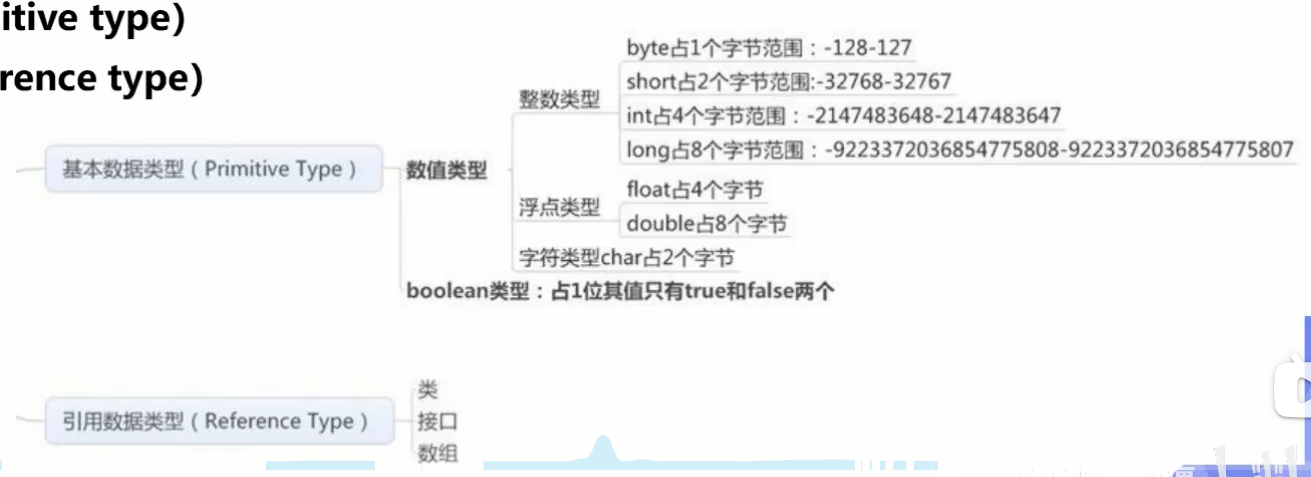 itive type)
rence type)
byte占1个字节范围：-128-127
short占2个字节范围:-32768-32767
整数类型
int占4个字节范围：-2147483648-2147483647
long占8个字节范围：-9223372036854775808-9223372036854775807
基本数据类型（Primitive Type）
数值类型
float占4个字节
浮点类型
double占8个字节
字符类型char占2个字节
boolean类型：占1位其值只有true和false两个
类
引用数据类型（Reference Type）
接口
数组